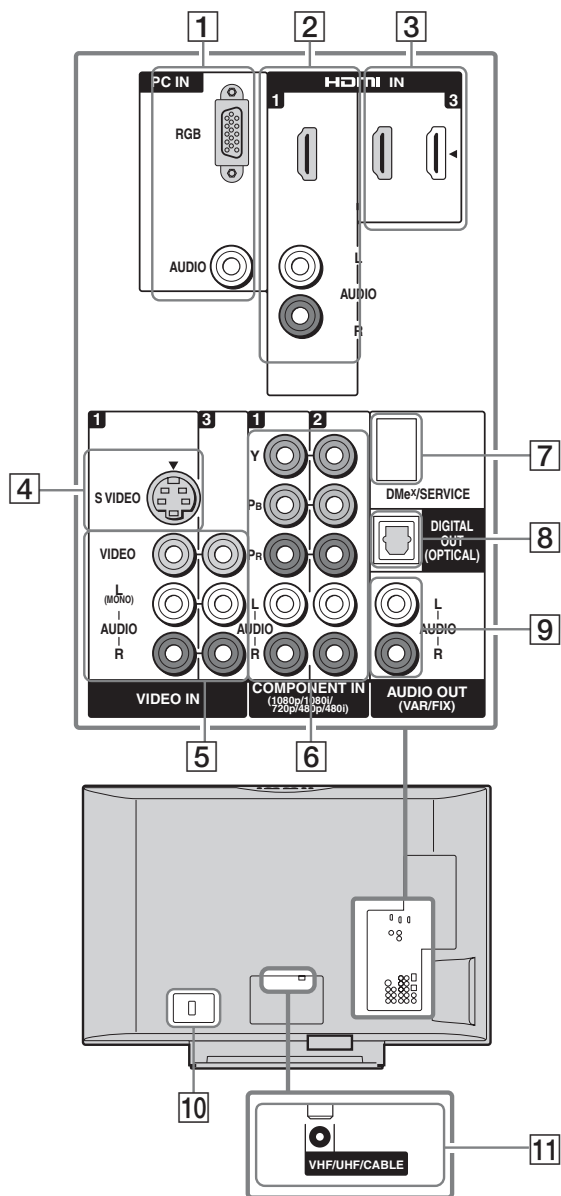 1
2
3
PC IN
HDMI IN
1
3
RGB
AUDIO
L
AUDIO
R
1
3
1
2
4
S VIDEO
Y
7
DMex/SERVICE
VIDEO
PB
PR
DIGITAL
OUT
(OPTICAL)
8
L
(MONO)
AUDIO
R
L
AUDIO
R
L
AUDIO
R
9
VIDEO IN
COMPONENT IN
(1080p/1080i/
720p/480p/480i)
AUDIO OUT
(VAR/FIX)
5
6
10
VHF/UHF/CABLE
11